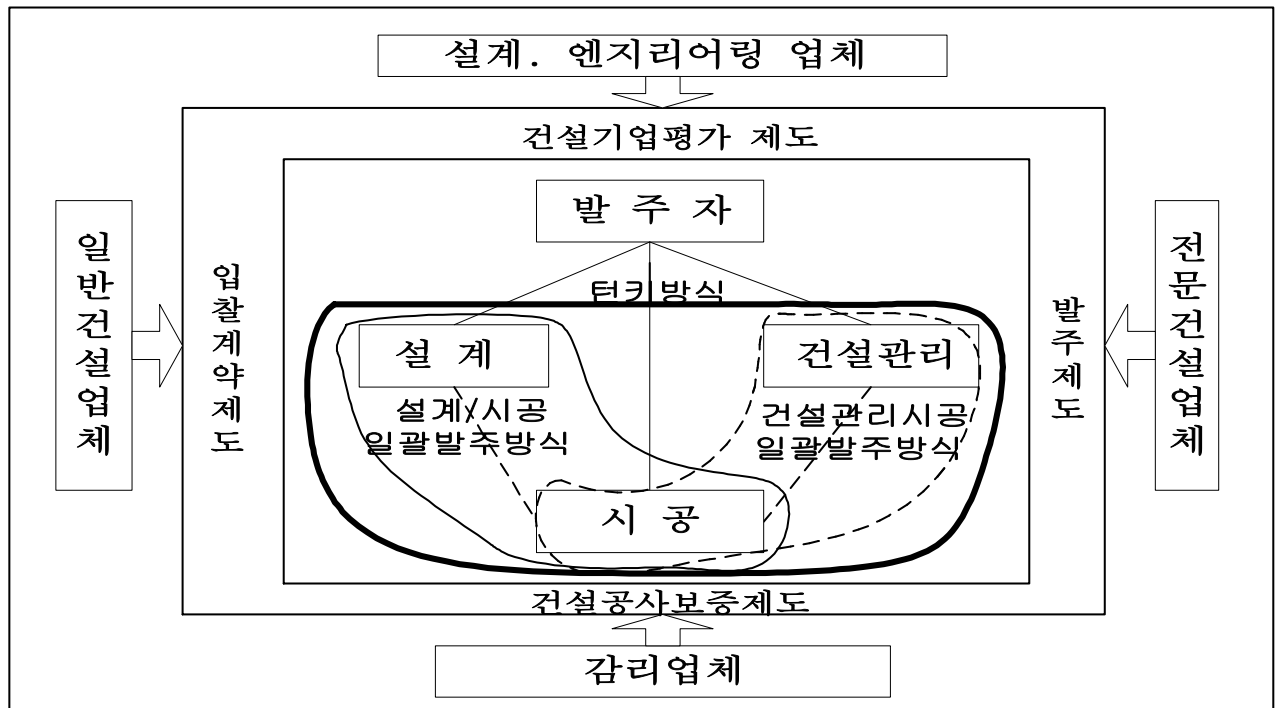 설계. 엔지리어링 업체
건설기업평가 제도
발 주 자
일반건설업체
입찰계약제도
턴키방식
발주제도
전문건설업체
설 계
건설관리
설계/시공
일괄발주방식
건설관리시공
일괄발주방식
시 공
건설공사보증제도
감리업체